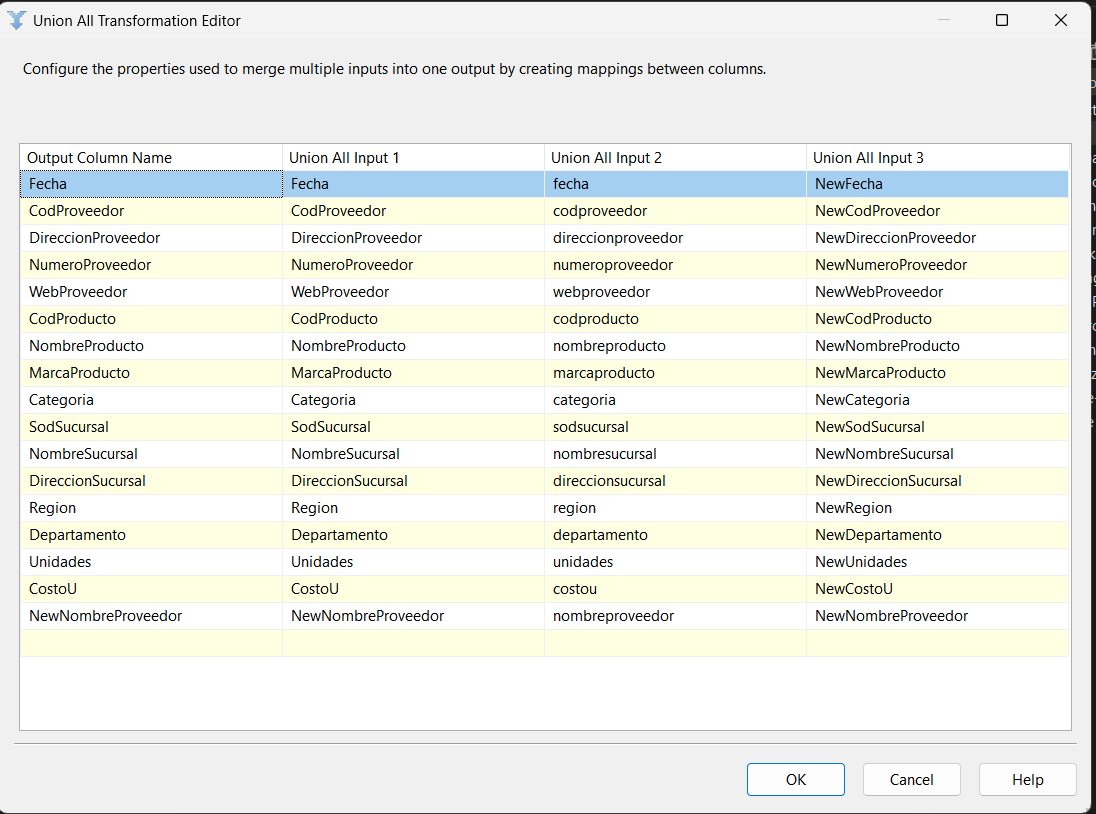 Union All Transformation Editor
Configure the properties used to merge multiple inputs into one output by creating mappings between columns.
Output Column Name Union All Input 1 Union All Input 2 Union All Input 3
Fecha Fecha fecha NewFecha
CodProveedor CodProveedor codproveedor NewCodProveedor
DireccionProveedor DireccionProveedor direccionproveedor NewDireccionProveedor
NumeroProveedor NumeroProveedor numeroproveedor NewNumeroProveedor
WebProveedor WebProveedor webproveedor NewWebProveedor
CodProducto CodProducto codproducto NewCodProducto
NombreProducto NombreProducto nombreproducto NewNombreProducto
MarcaProducto MarcaProducto marcaproducto NewMarcaProducto
Categoria Categoria categoria NewCategoria
SodSucursal SodSucursal sodsucursal NewSodSucursal
NombreSucursal NombreSucursal nombresucursal NewNombreSucursal
DireccionSucursal DireccionSucursal direccionsucursal NewDireccionSucursal
Region Region region NewRegion
Departamento Departamento departamento NewDepartamento
Unidades Unidades unidades NewUnidades
CostoU CostoU costou NewCostoU
NewNombreProveedor NewNombreProveedor nombreproveedor NewNombreProveedor
OK Cancel Help